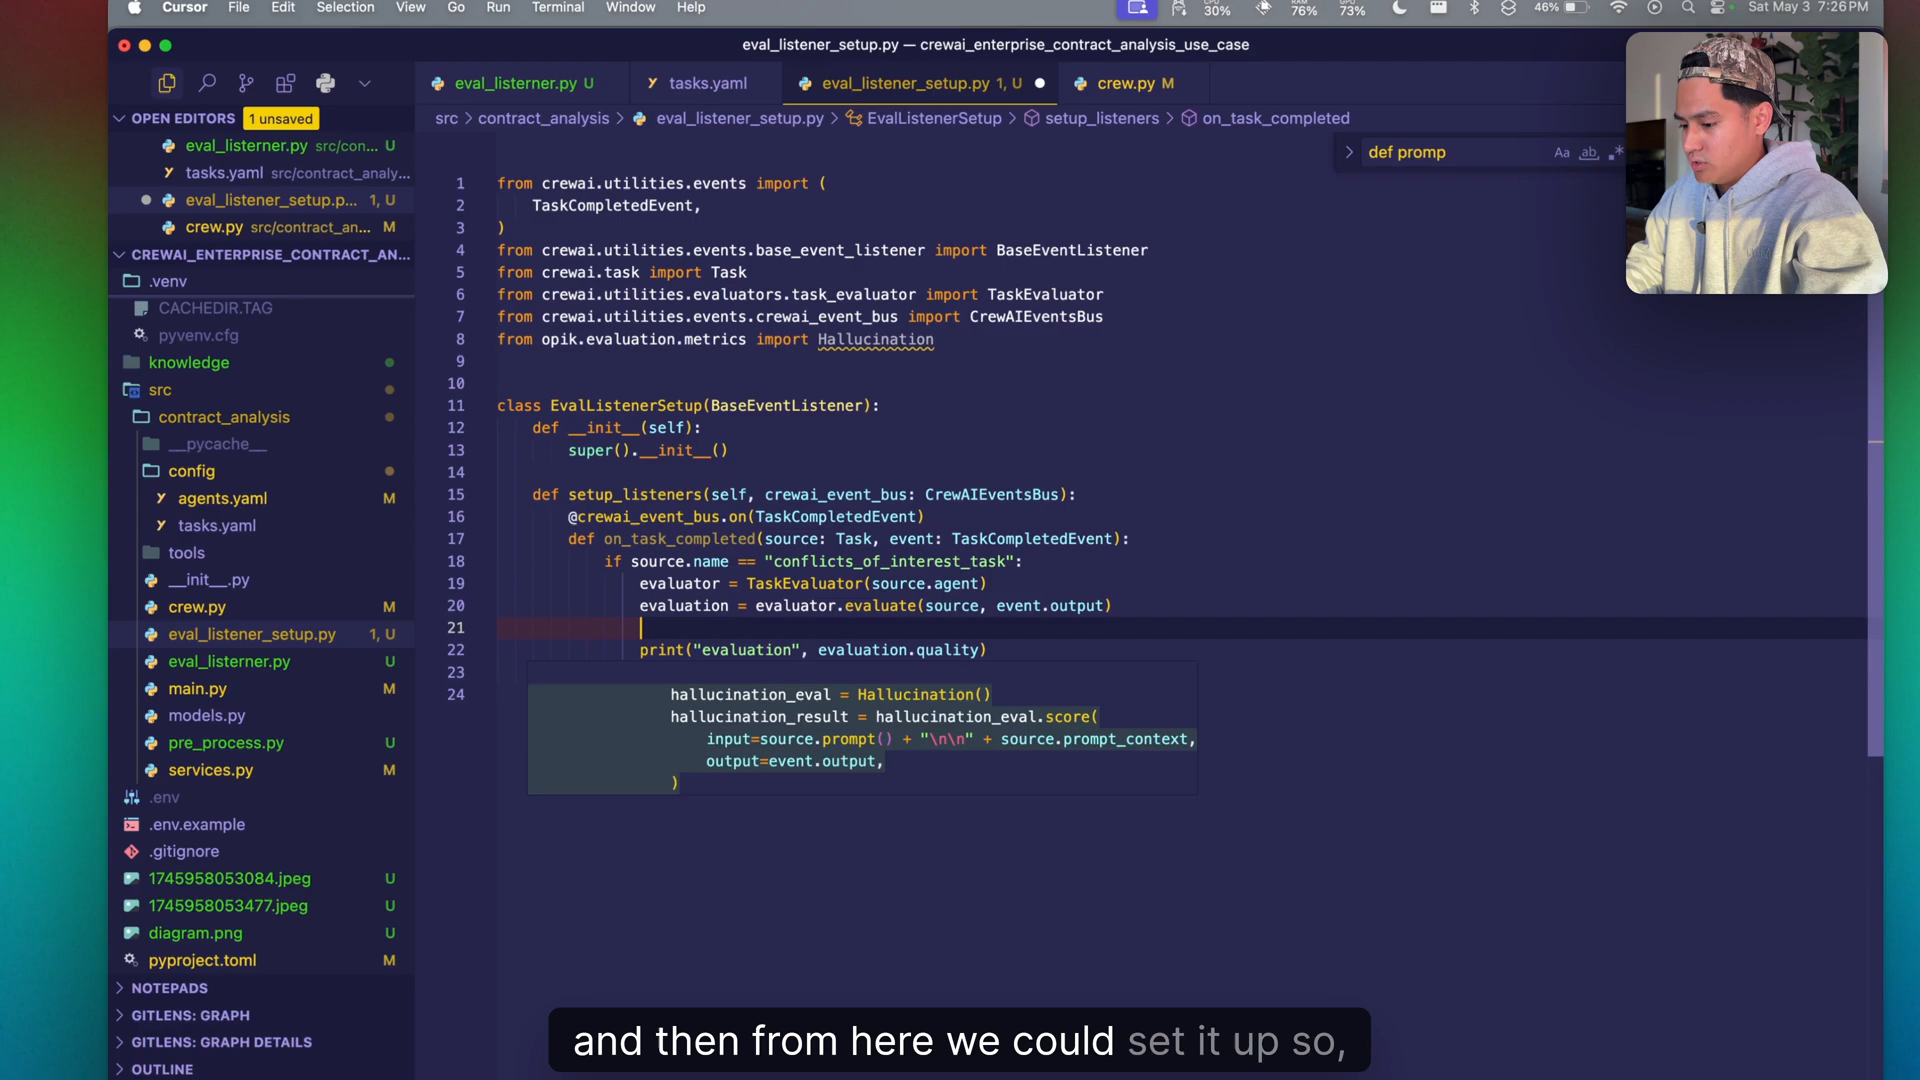 Cursor File Edit Selection View Go Run Terminal Window Help
CPU 30% RAM 76% GPU 73% 46% Sat May 3 7:26 PM
eval_listener_setup.py — crewai_enterprise_contract_analysis_use_case
eval_listerner.py U tasks.yaml eval_listener_setup.py 1, U crew.py M
OPEN EDITORS 1 unsaved
src > contract_analysis > eval_listener_setup.py > EvalListenerSetup > setup_listeners > on_task_completed
eval_listerner.py src/con... U
tasks.yaml src/contract_analy...
eval_listener_setup.p... 1, U
crew.py src/contract_an... M
CREWAI_ENTERPRISE_CONTRACT_AN...
.venv
CACHEDIR.TAG
pyvenv.cfg
knowledge
src
contract_analysis
__pycache__
config
agents.yaml M
tasks.yaml
tools
__init__.py
crew.py M
eval_listener_setup.py 1, U
eval_listerner.py U
main.py M
models.py
pre_process.py U
services.py M
.env
.env.example
.gitignore
1745958053084.jpeg U
1745958053477.jpeg U
diagram.png U
pyproject.toml M
NOTEPADS
GITLENS: GRAPH
GITLENS: GRAPH DETAILS
OUTLINE
def promp Aa ab .*
1 from crewai.utilities.events import (
2 TaskCompletedEvent,
3 )
4 from crewai.utilities.events.base_event_listener import BaseEventListener
5 from crewai.task import Task
6 from crewai.utilities.evaluators.task_evaluator import TaskEvaluator
7 from crewai.utilities.events.crewai_event_bus import CrewAIEventsBus
8 from opik.evaluation.metrics import Hallucination
9
10
11 class EvalListenerSetup(BaseEventListener):
12 def __init__(self):
13 super().__init__()
14
15 def setup_listeners(self, crewai_event_bus: CrewAIEventsBus):
16 @crewai_event_bus.on(TaskCompletedEvent)
17 def on_task_completed(source: Task, event: TaskCompletedEvent):
18 if source.name == "conflicts_of_interest_task":
19 evaluator = TaskEvaluator(source.agent)
20 evaluation = evaluator.evaluate(source, event.output)
21
22 print("evaluation", evaluation.quality)
23
24 hallucination_eval = Hallucination()
hallucination_result = hallucination_eval.score(
input=source.prompt() + "\n\n" + source.prompt_context,
output=event.output,
)
and then from here we could set it up so,